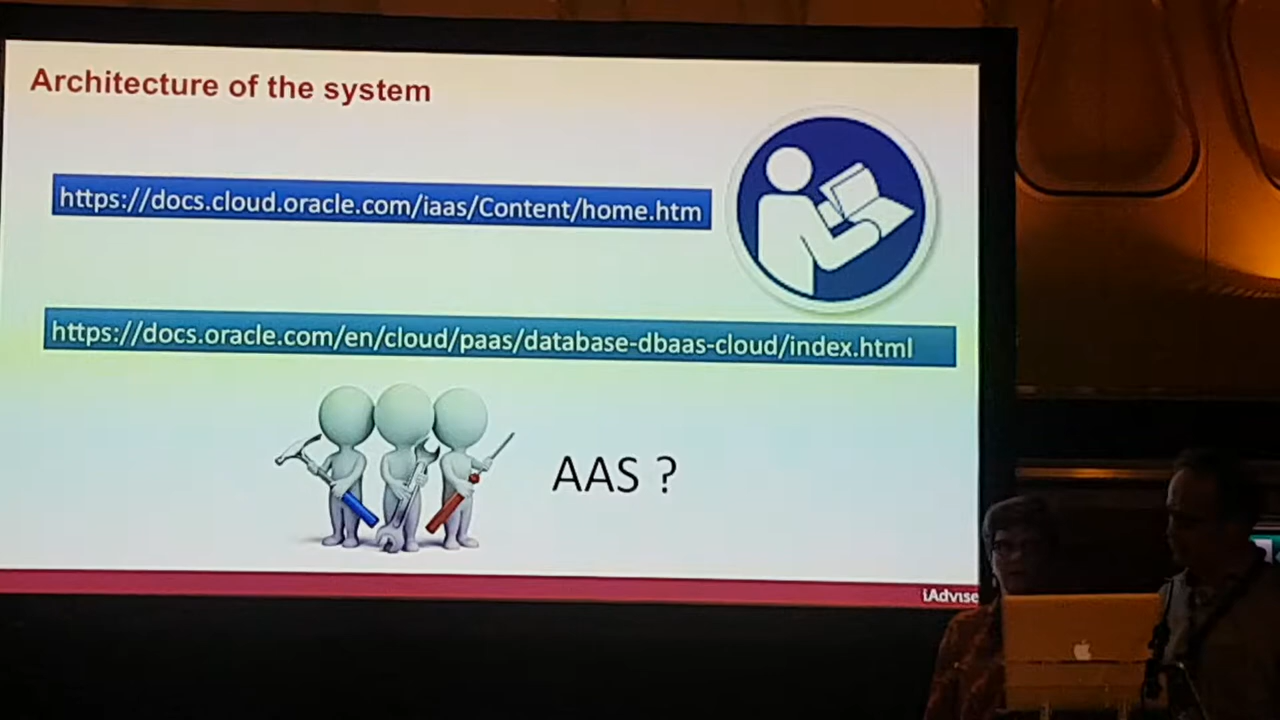 Architecture of the system
https://docs.cloud.oracle.com/iaas/Content/home.htm
https://docs.oracle.com/en/cloud/paas/database-dbaas-cloud/index.html
AAS ?
iAdvise